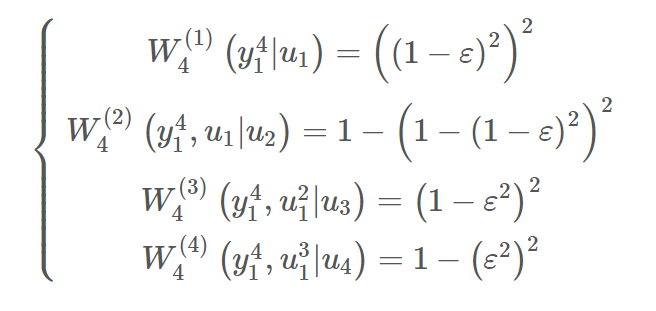 W_4^{(1)} (y_1^4|u_1) = ((1 − ε)^2)^2
W_4^{(2)} (y_1^4, u_1|u_2) = 1 − (1 − (1 − ε)^2)^2
W_4^{(3)} (y_1^4, u_1^2|u_3) = (1 − ε^2)^2
W_4^{(4)} (y_1^4, u_1^3|u_4) = 1 − (ε^2)^2